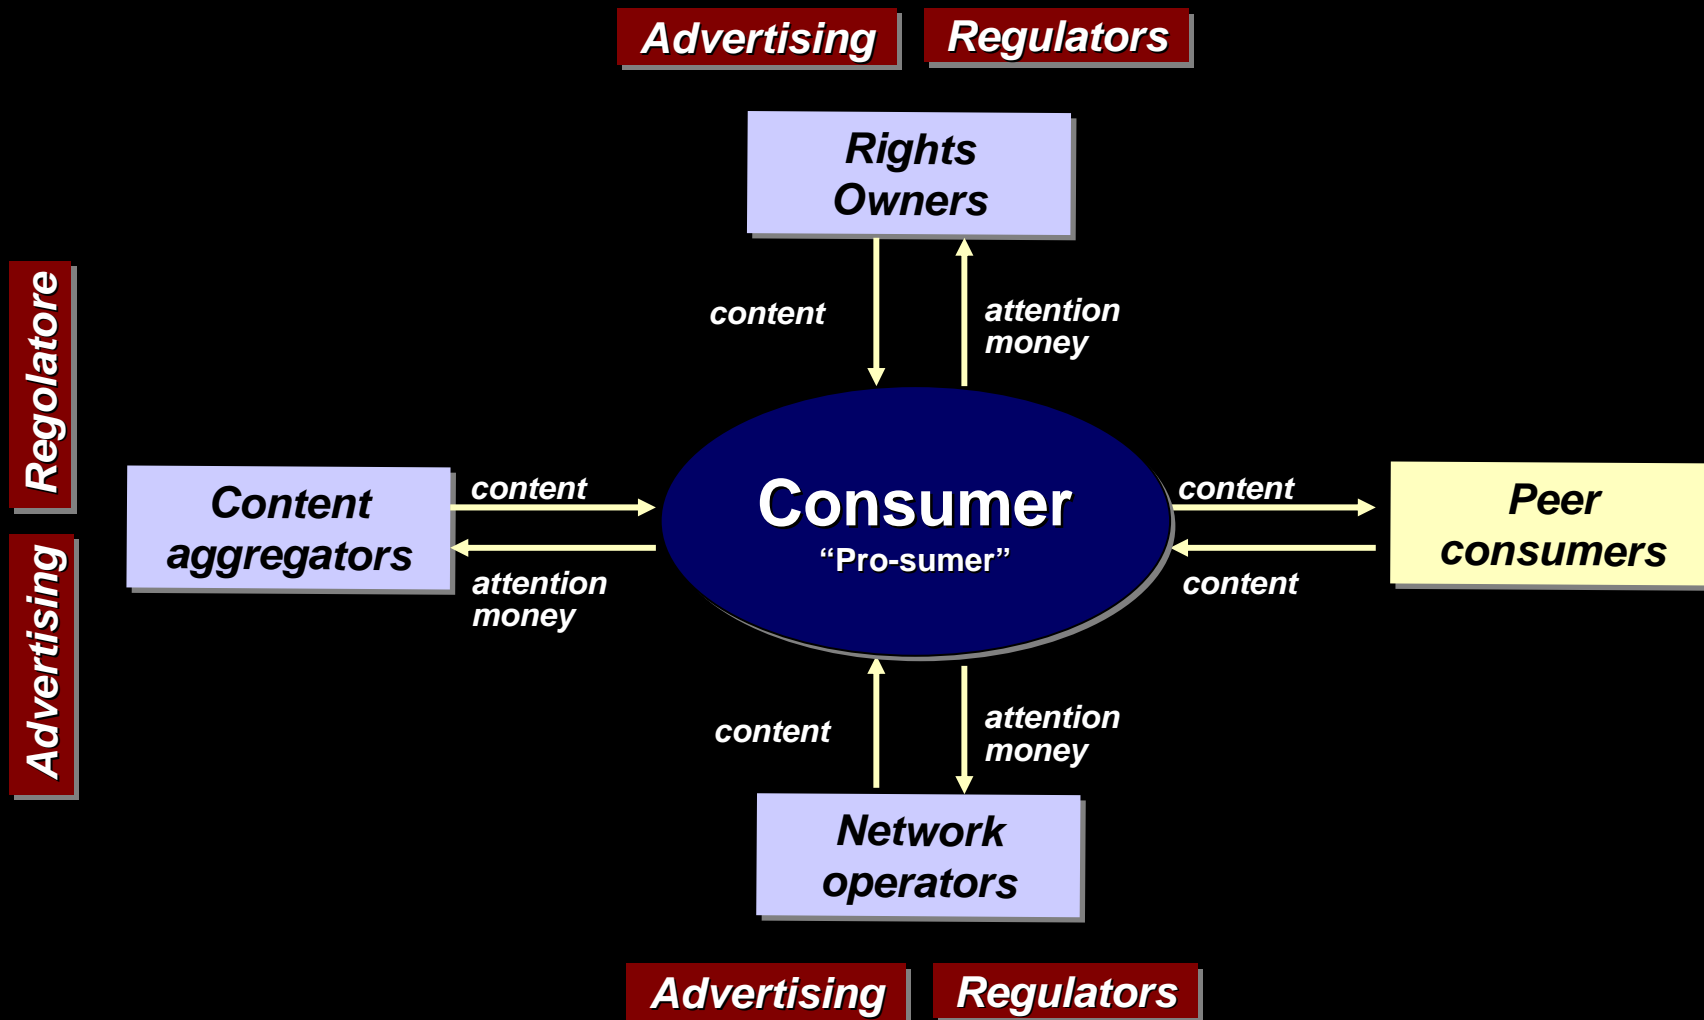 Advertising
Regulators
Rights
Owners
content
attention
money
Regolatore
Advertising
Content
aggregators
content
attention
money
Consumer
“Pro-sumer”
content
content
Peer
consumers
content
attention
money
Network
operators
Advertising
Regulators